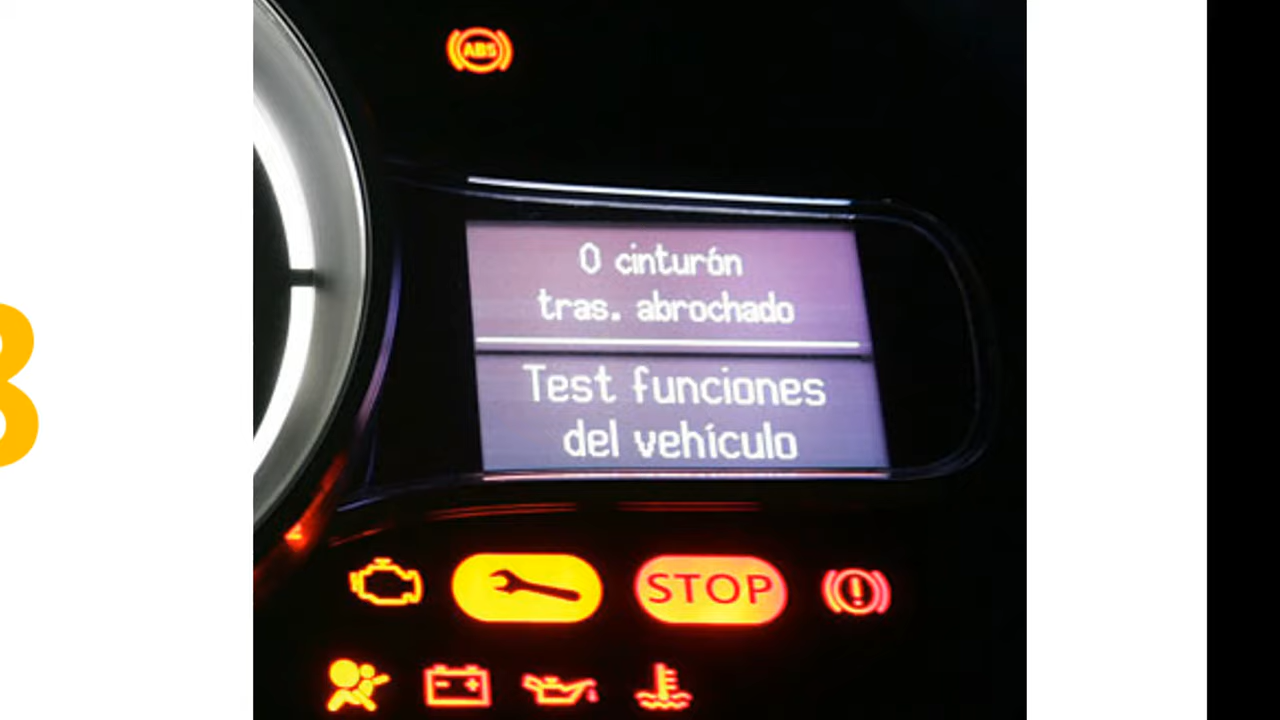 ABS
0 cinturón
tras. abrochado
Test funciones
del vehículo
STOP